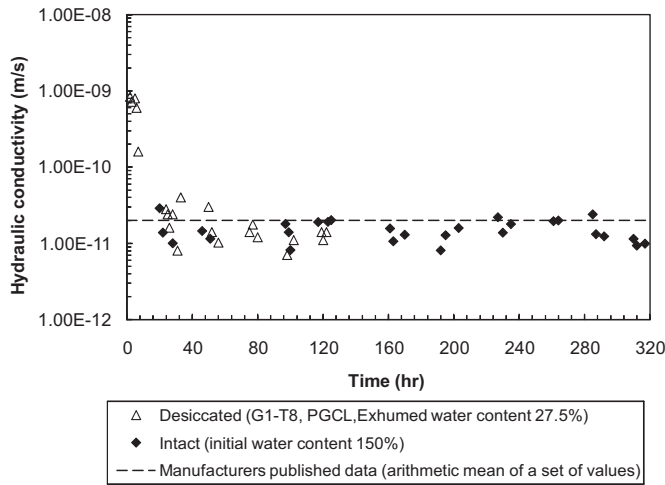 1.00E-08
1.00E-09
1.00E-10
1.00E-11
1.00E-12
Hydraulic conductivity (m/s)
0 40 80 120 160 200 240 280 320
Time (hr)
Desiccated (G1-T8, PGCL,Exhumed water content 27.5%)
Intact (initial water content 150%)
Manufacturers published data (arithmetic mean of a set of values)